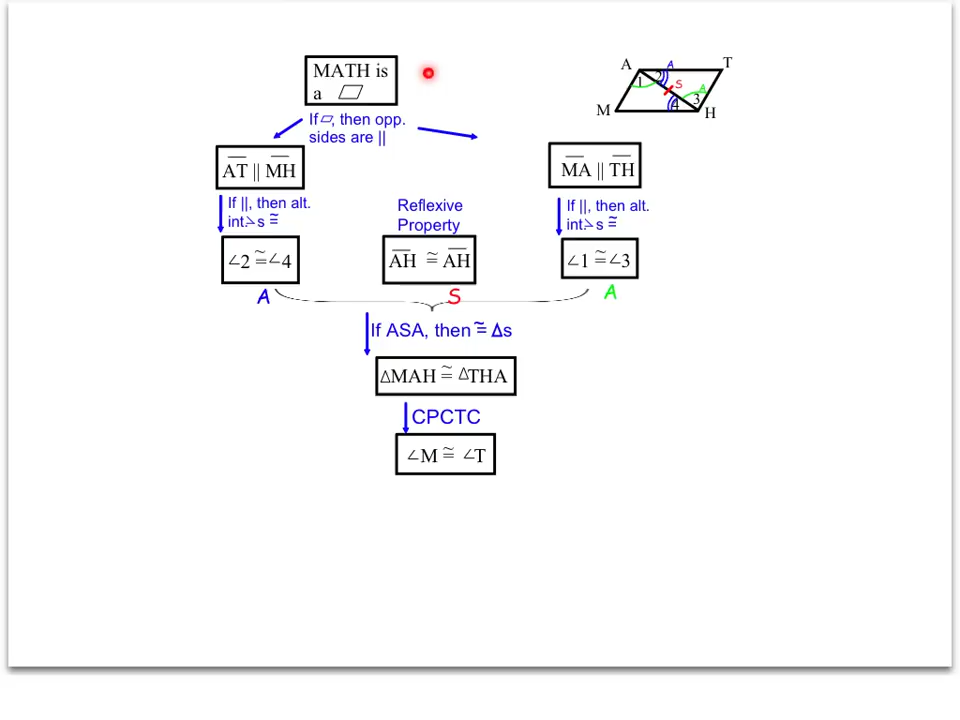 MATH is
a ▱
If ▱, then opp.
sides are ||
A
T
M
H
1
2
3
4
A
S
A
AT || MH
MA || TH
If ||, then alt.
int∠s ≅
Reflexive
Property
If ||, then alt.
int∠s ≅
∠2 ≅ ∠4
AH ≅ AH
∠1 ≅ ∠3
A
S
A
If ASA, then ≅ Δs
ΔMAH ≅ ΔTHA
CPCTC
∠M ≅ ∠T